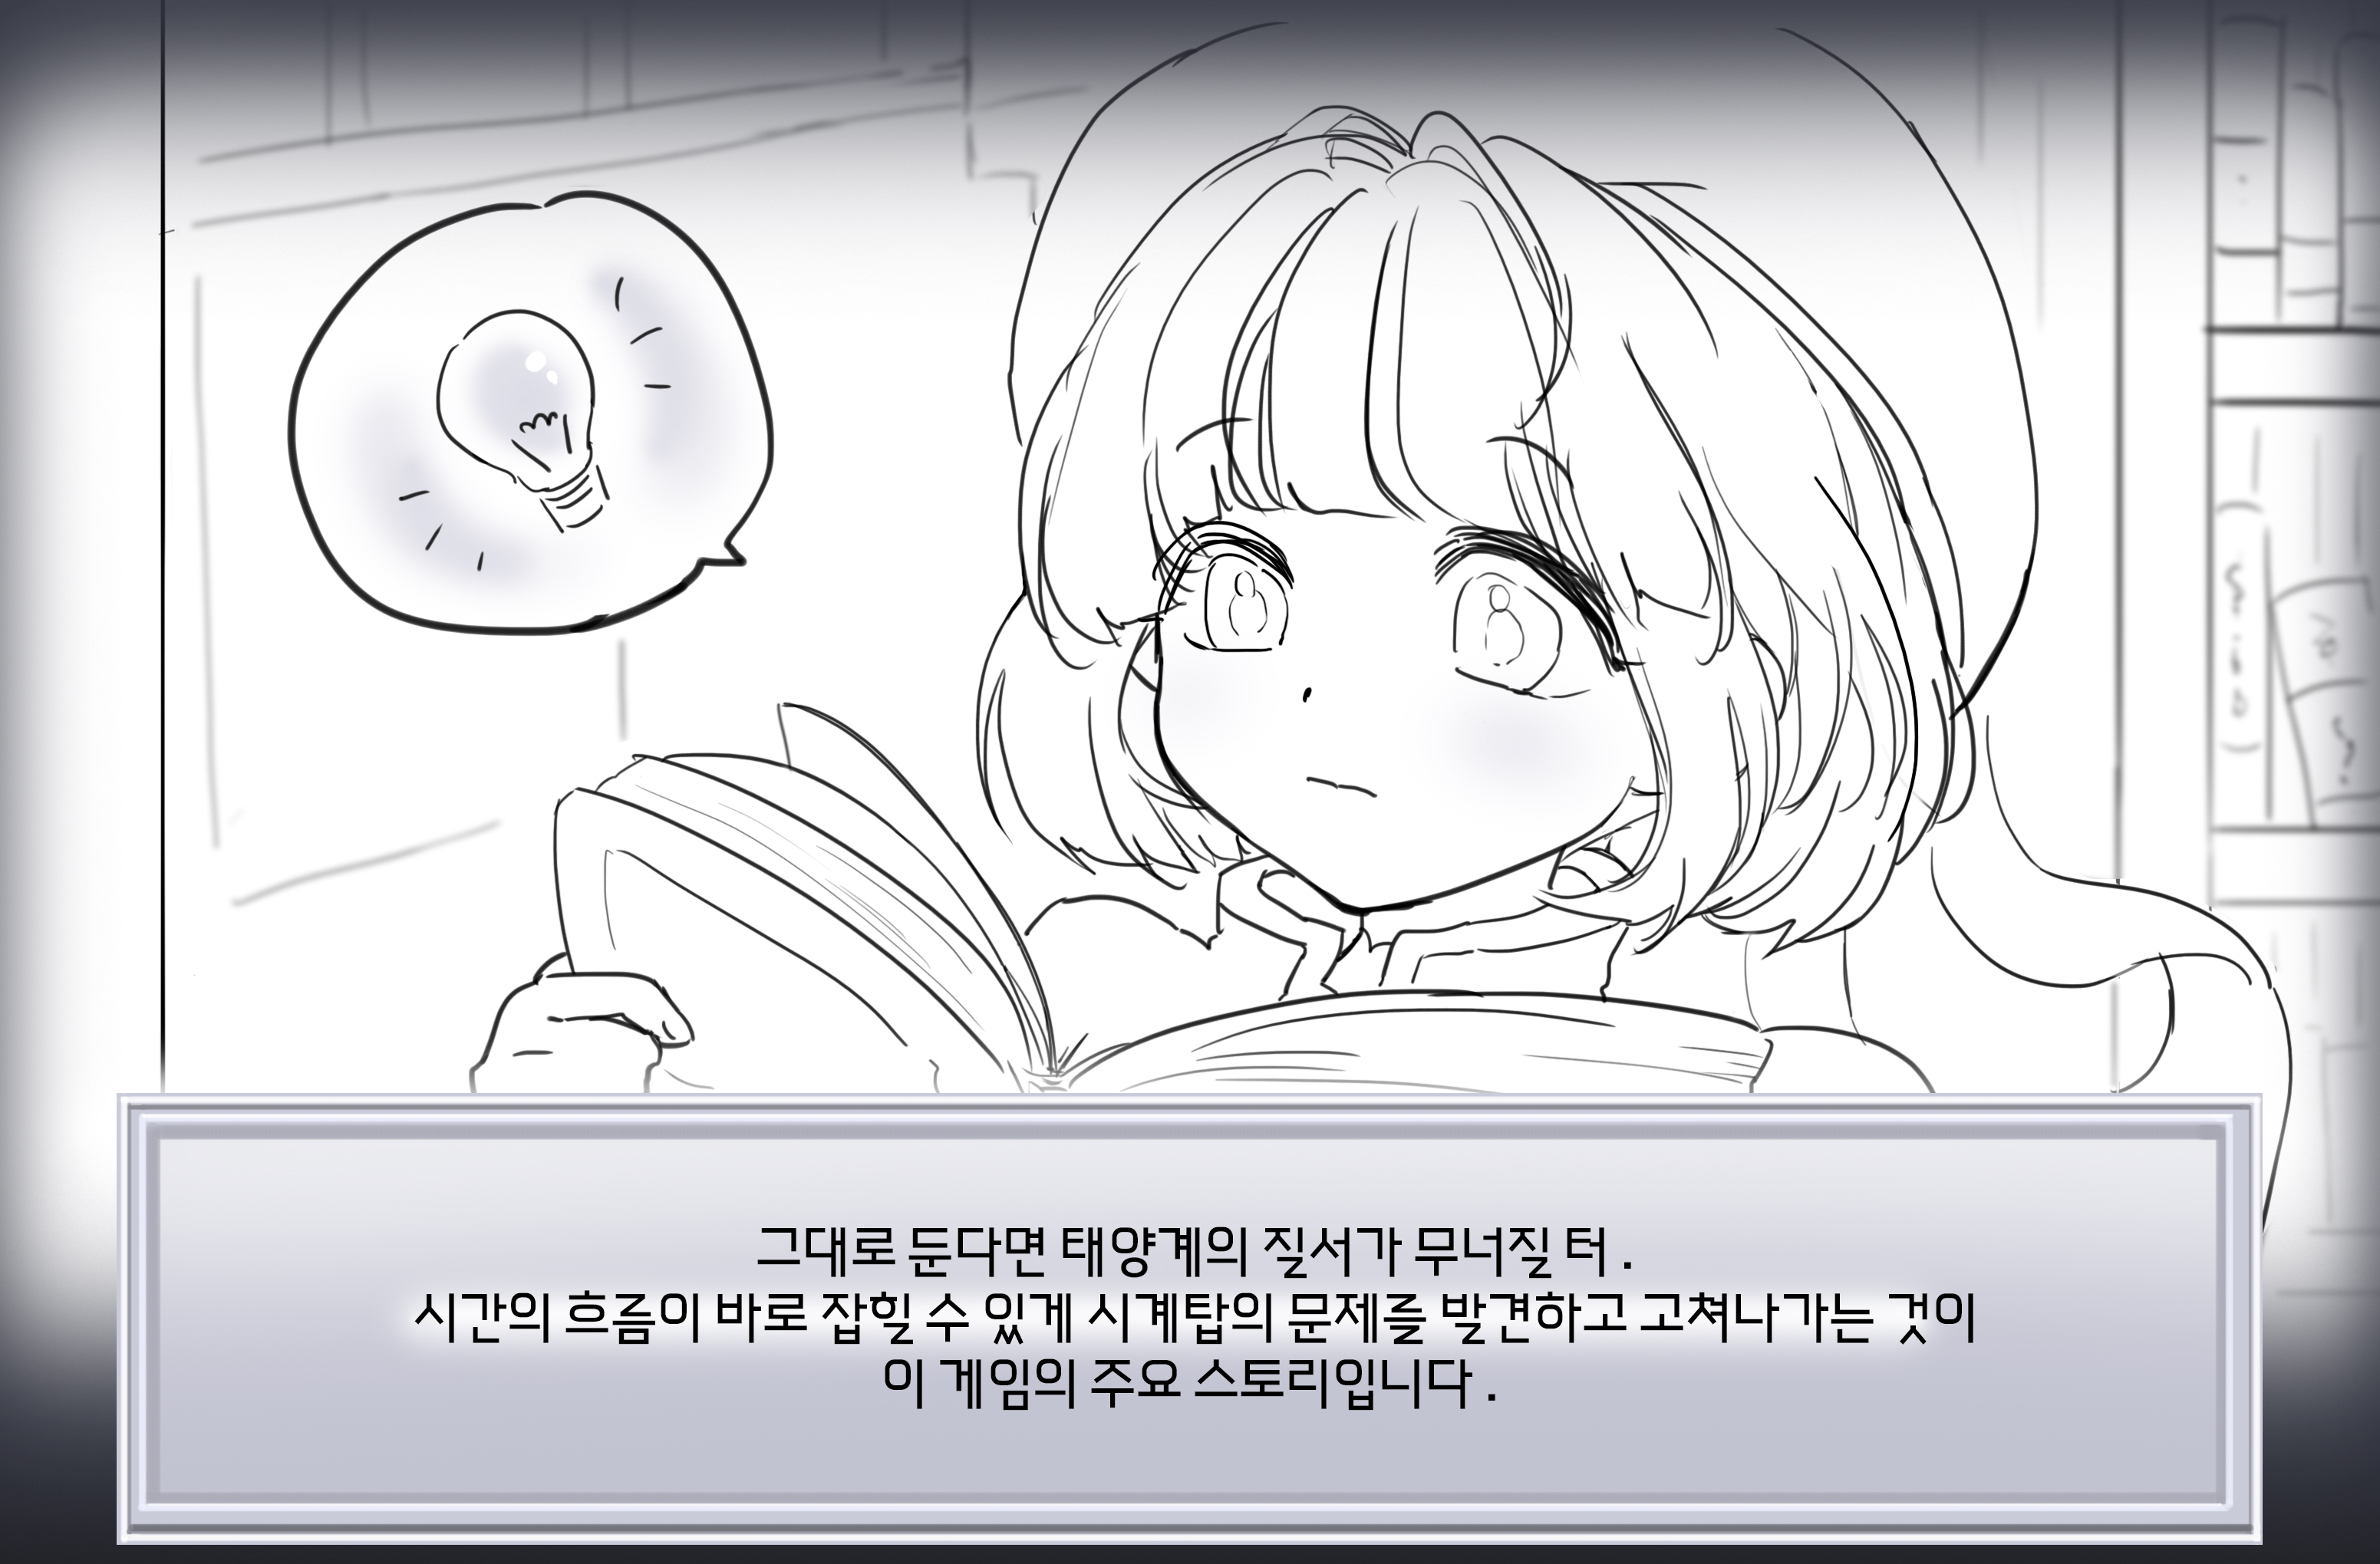 그대로 둔다면 태양계의 질서가 무너질 터.
시간의 흐름이 바로 잡힐 수 있게 시계탑의 문제를 발견하고 고쳐나가는 것이
이 게임의 주요 스토리입니다.